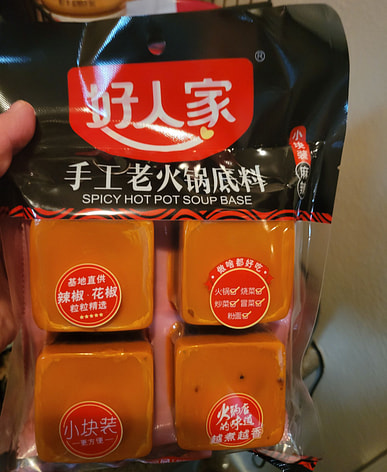 好人家
®
小块装
手工老火锅底料
SPICY HOT POT SOUP BASE
基地直供
辣椒·花椒
粒粒精选
★★★★★
做啥都好吃
火锅☑ 烧菜☑
炒菜☑ 冒菜☑
粉面☑
小块装
更方便
火锅店
的味道
越煮越香